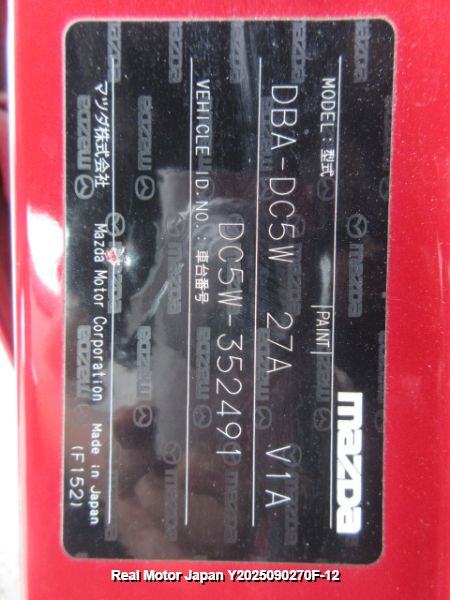 MODEL:型式 PAINT mazda
DBA-DC5W 27A V1A
VEHICLE ID.NO.:車台番号
DC5W-352491
マツダ株式会社 Mazda Motor Corporation Made in Japan
(F152)
Real Motor Japan Y2025090270F-12